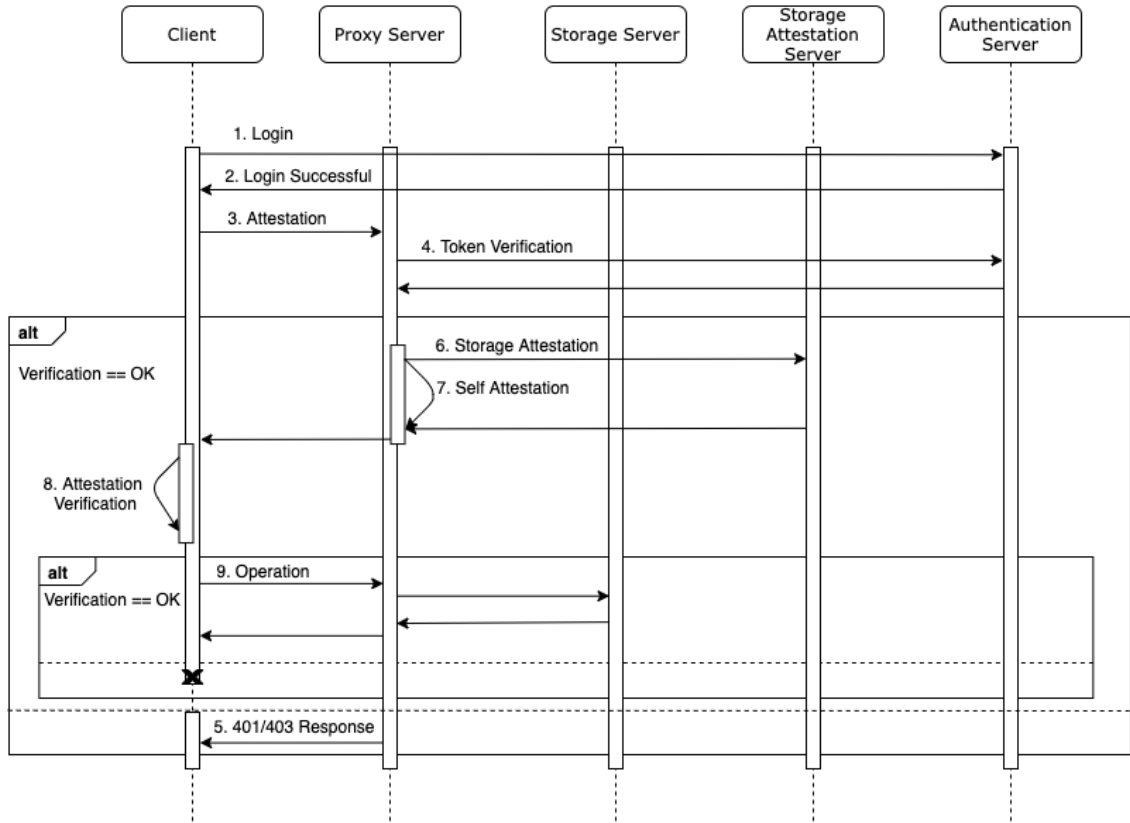 Client
Proxy Server
Storage Server
Storage
Attestation
Server
Authentication
Server
1. Login
2. Login Successful
3. Attestation
4. Token Verification
alt
Verification == OK
6. Storage Attestation
7. Self Attestation
8. Attestation
Verification
alt
Verification == OK
9. Operation
5. 401/403 Response